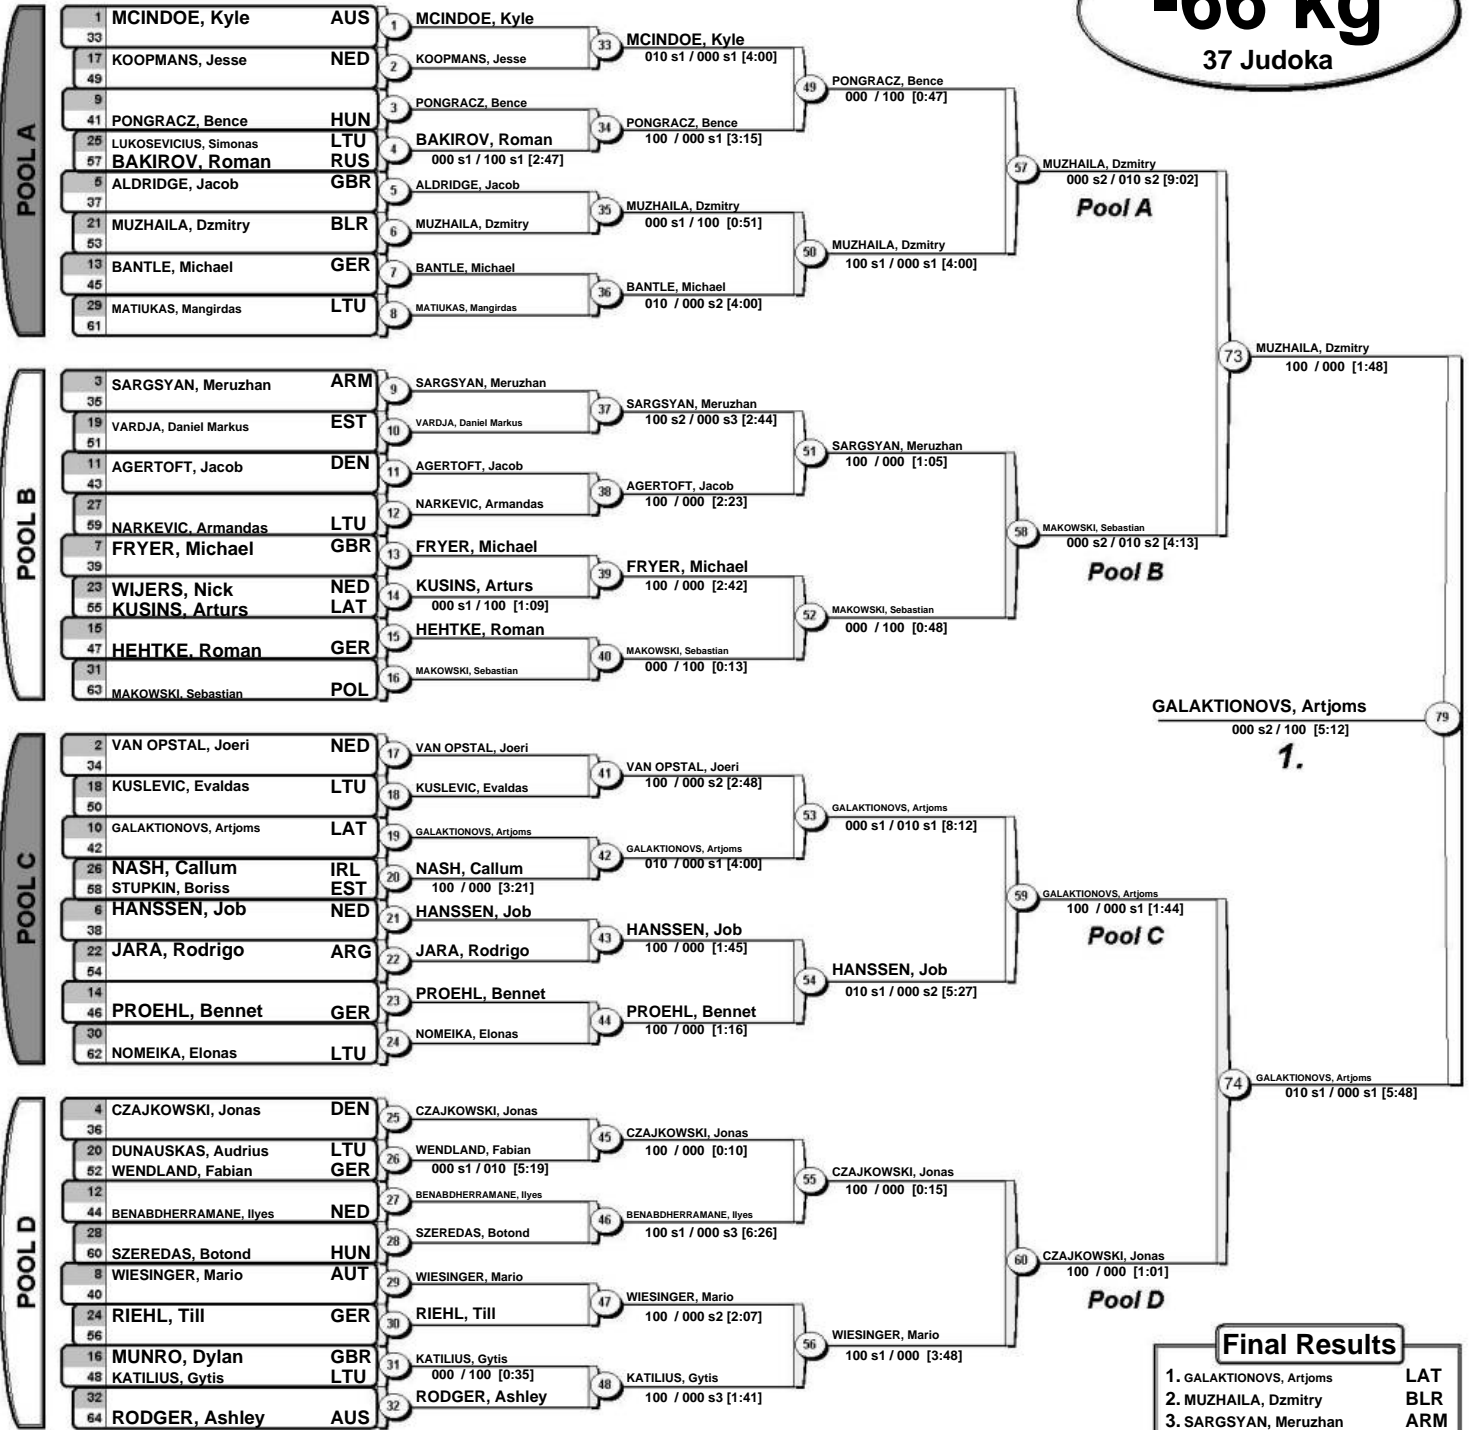 -66 kg
37 Judoka
POOL A
1 MCINDOE, Kyle AUS
33
17 KOOPMANS, Jesse NED
49
9
41 PONGRACZ, Bence HUN
25 LUKOSEVICIUS, Simonas LTU
57 BAKIROV, Roman RUS
5 ALDRIDGE, Jacob GBR
37
21 MUZHAILA, Dzmitry BLR
53
13 BANTLE, Michael GER
45
29 MATIUKAS, Mangirdas LTU
61
1 MCINDOE, Kyle
2 KOOPMANS, Jesse
3 PONGRACZ, Bence
4 BAKIROV, Roman
000 s1 / 100 s1 [2:47]
5 ALDRIDGE, Jacob
6 MUZHAILA, Dzmitry
7 BANTLE, Michael
8 MATIUKAS, Mangirdas
33 MCINDOE, Kyle
010 s1 / 000 s1 [4:00]
34 PONGRACZ, Bence
100 / 000 s1 [3:15]
35 MUZHAILA, Dzmitry
000 s1 / 100 [0:51]
36 BANTLE, Michael
010 / 000 s2 [4:00]
49 PONGRACZ, Bence
000 / 100 [0:47]
50 MUZHAILA, Dzmitry
100 s1 / 000 s1 [4:00]
57 MUZHAILA, Dzmitry
000 s2 / 010 s2 [9:02]
Pool A
POOL B
3 SARGSYAN, Meruzhan ARM
35
19 VARDJA, Daniel Markus EST
51
11 AGERTOFT, Jacob DEN
43
27
59 NARKEVIC, Armandas LTU
7 FRYER, Michael GBR
39
23 WIJERS, Nick NED
55 KUSINS, Arturs LAT
15
47 HEHTKE, Roman GER
31
63 MAKOWSKI, Sebastian POL
9 SARGSYAN, Meruzhan
10 VARDJA, Daniel Markus
11 AGERTOFT, Jacob
12 NARKEVIC, Armandas
13 FRYER, Michael
14 KUSINS, Arturs
000 s1 / 100 [1:09]
15 HEHTKE, Roman
16 MAKOWSKI, Sebastian
37 SARGSYAN, Meruzhan
100 s2 / 000 s3 [2:44]
38 AGERTOFT, Jacob
100 / 000 [2:23]
39 FRYER, Michael
100 / 000 [2:42]
40 MAKOWSKI, Sebastian
000 / 100 [0:13]
51 SARGSYAN, Meruzhan
100 / 000 [1:05]
52 MAKOWSKI, Sebastian
000 / 100 [0:48]
58 MAKOWSKI, Sebastian
000 s2 / 010 s2 [4:13]
Pool B
73 MUZHAILA, Dzmitry
100 / 000 [1:48]
GALAKTIONOVS, Artjoms 79
000 s2 / 100 [5:12]
1.
POOL C
2 VAN OPSTAL, Joeri NED
34
18 KUSLEVIC, Evaldas LTU
50
10 GALAKTIONOVS, Artjoms LAT
42
26 NASH, Callum IRL
58 STUPKIN, Boriss EST
6 HANSSEN, Job NED
38
22 JARA, Rodrigo ARG
54
14
46 PROEHL, Bennet GER
30
62 NOMEIKA, Elonas LTU
17 VAN OPSTAL, Joeri
18 KUSLEVIC, Evaldas
19 GALAKTIONOVS, Artjoms
20 NASH, Callum
100 / 000 [3:21]
21 HANSSEN, Job
22 JARA, Rodrigo
23 PROEHL, Bennet
24 NOMEIKA, Elonas
41 VAN OPSTAL, Joeri
100 / 000 s2 [2:48]
42 GALAKTIONOVS, Artjoms
010 / 000 s1 [4:00]
43 HANSSEN, Job
100 / 000 [1:45]
44 PROEHL, Bennet
100 / 000 [1:16]
53 GALAKTIONOVS, Artjoms
000 s1 / 010 s1 [8:12]
54 HANSSEN, Job
010 s1 / 000 s2 [5:27]
59 GALAKTIONOVS, Artjoms
100 / 000 s1 [1:44]
Pool C
POOL D
4 CZAJKOWSKI, Jonas DEN
36
20 DUNAUSKAS, Audrius LTU
52 WENDLAND, Fabian GER
12
44 BENABDHERRAMANE, Ilyes NED
28
60 SZEREDAS, Botond HUN
8 WIESINGER, Mario AUT
40
24 RIEHL, Till GER
56
16 MUNRO, Dylan GBR
48 KATILIUS, Gytis LTU
32
64 RODGER, Ashley AUS
25 CZAJKOWSKI, Jonas
26 WENDLAND, Fabian
000 s1 / 010 [5:19]
27 BENABDHERRAMANE, Ilyes
28 SZEREDAS, Botond
29 WIESINGER, Mario
30 RIEHL, Till
31 KATILIUS, Gytis
000 / 100 [0:35]
32 RODGER, Ashley
45 CZAJKOWSKI, Jonas
100 / 000 [0:10]
46 BENABDHERRAMANE, Ilyes
100 s1 / 000 s3 [6:26]
47 WIESINGER, Mario
100 / 000 s2 [2:07]
48 KATILIUS, Gytis
100 / 000 s3 [1:41]
55 CZAJKOWSKI, Jonas
100 / 000 [0:15]
56 WIESINGER, Mario
100 s1 / 000 [3:48]
60 CZAJKOWSKI, Jonas
100 / 000 [1:01]
Pool D
74 GALAKTIONOVS, Artjoms
010 s1 / 000 s1 [5:48]
Final Results
1. GALAKTIONOVS, Artjoms LAT
2. MUZHAILA, Dzmitry BLR
3. SARGSYAN, Meruzhan ARM